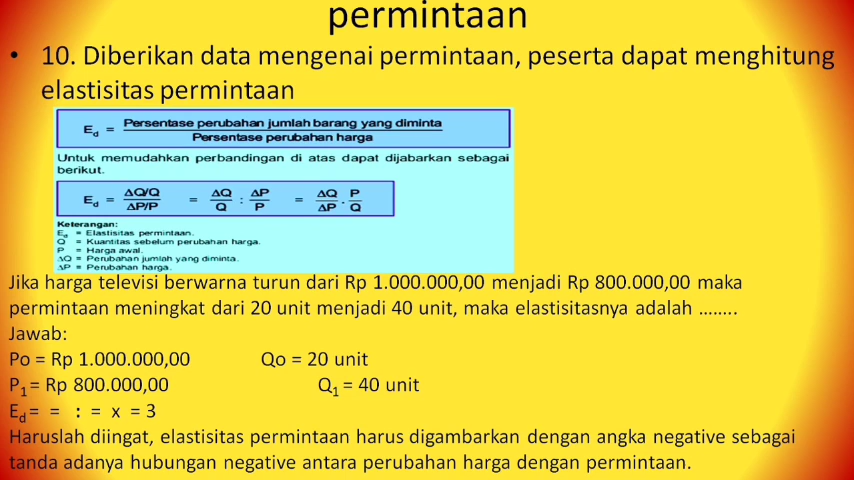 permintaan
• 10. Diberikan data mengenai permintaan, peserta dapat menghitung
elastisitas permintaan
Ed = Persentase perubahan jumlah barang yang diminta / Persentase perubahan harga
Untuk memudahkan perbandingan di atas dapat dijabarkan sebagai
berikut.
Ed = ΔQ/Q / ΔP/P = ΔQ/Q : ΔP/P = ΔQ/ΔP . P/Q
Keterangan:
Ed = Elastisitas permintaan.
Q = Kuantitas sebelum perubahan harga.
P = Harga awal.
ΔQ = Perubahan jumlah yang diminta.
ΔP = Perubahan harga.
Jika harga televisi berwarna turun dari Rp 1.000.000,00 menjadi Rp 800.000,00 maka
permintaan meningkat dari 20 unit menjadi 40 unit, maka elastisitasnya adalah ........
Jawab:
Po = Rp 1.000.000,00 Qo = 20 unit
P1 = Rp 800.000,00 Q1 = 40 unit
Ed = = : = x = 3
Haruslah diingat, elastisitas permintaan harus digambarkan dengan angka negative sebagai
tanda adanya hubungan negative antara perubahan harga dengan permintaan.